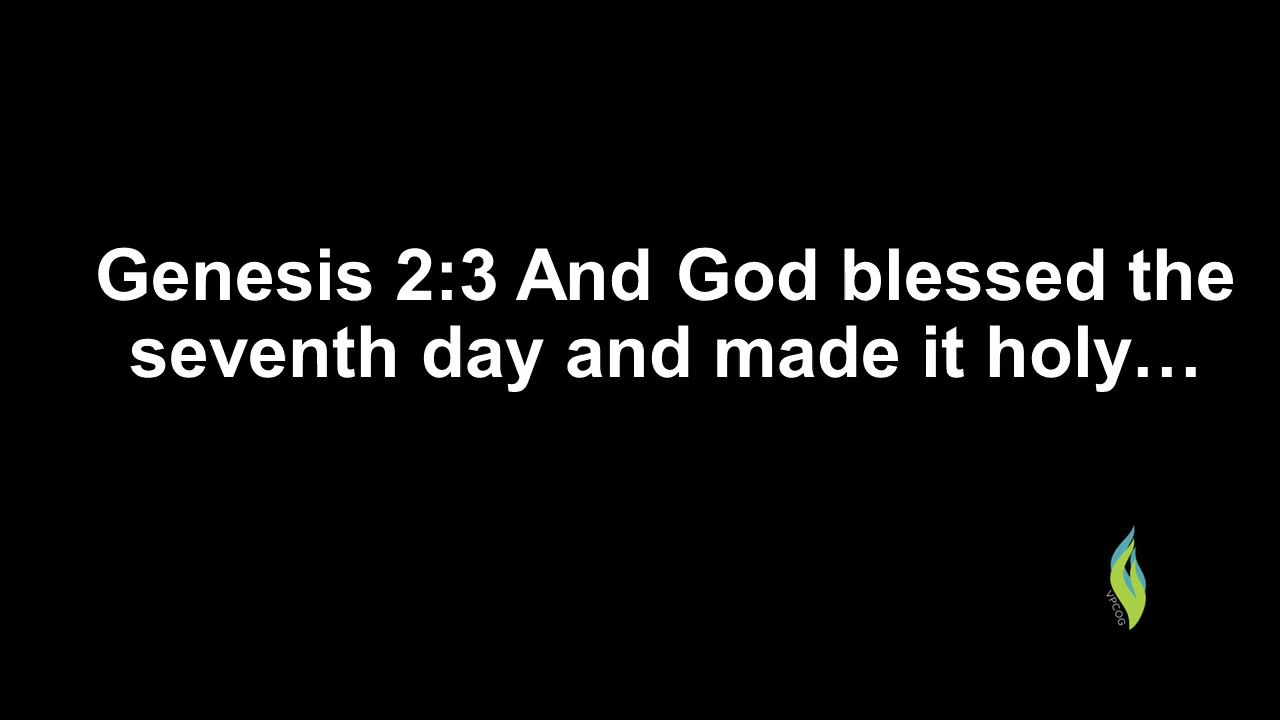 Genesis 2:3 And God blessed the
seventh day and made it holy…
VPCOG